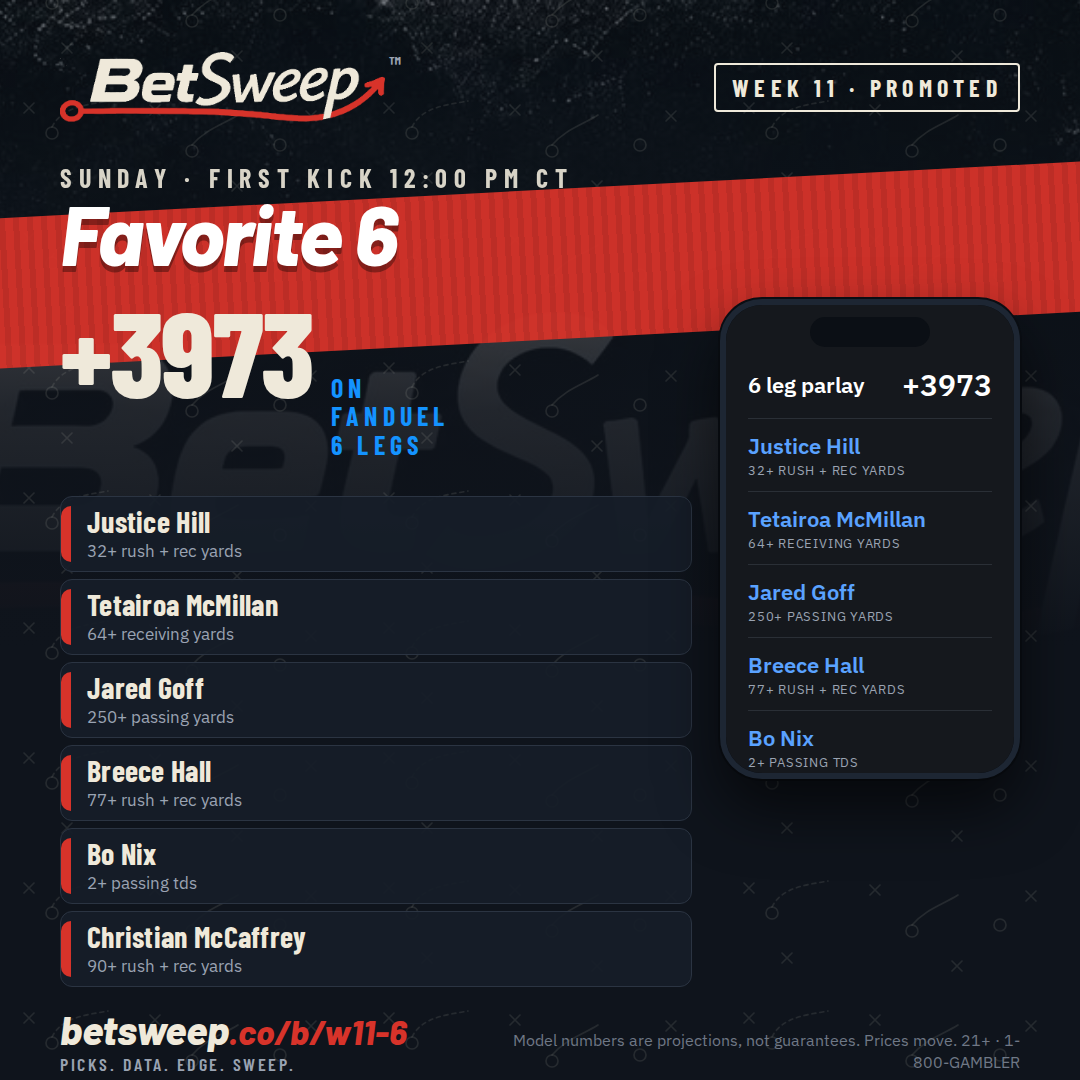 BetSweep™
WEEK 11 · PROMOTED
SUNDAY · FIRST KICK 12:00 PM CT
Favorite 6
+3973
ON
FANDUEL
6 LEGS
Justice Hill
32+ rush + rec yards
Tetairoa McMillan
64+ receiving yards
Jared Goff
250+ passing yards
Breece Hall
77+ rush + rec yards
Bo Nix
2+ passing tds
Christian McCaffrey
90+ rush + rec yards
6 leg parlay +3973
Justice Hill
32+ RUSH + REC YARDS
Tetairoa McMillan
64+ RECEIVING YARDS
Jared Goff
250+ PASSING YARDS
Breece Hall
77+ RUSH + REC YARDS
Bo Nix
2+ PASSING TDS
betsweep.co/b/w11-6
PICKS. DATA. EDGE. SWEEP.
Model numbers are projections, not guarantees. Prices move. 21+ · 1-
800-GAMBLER